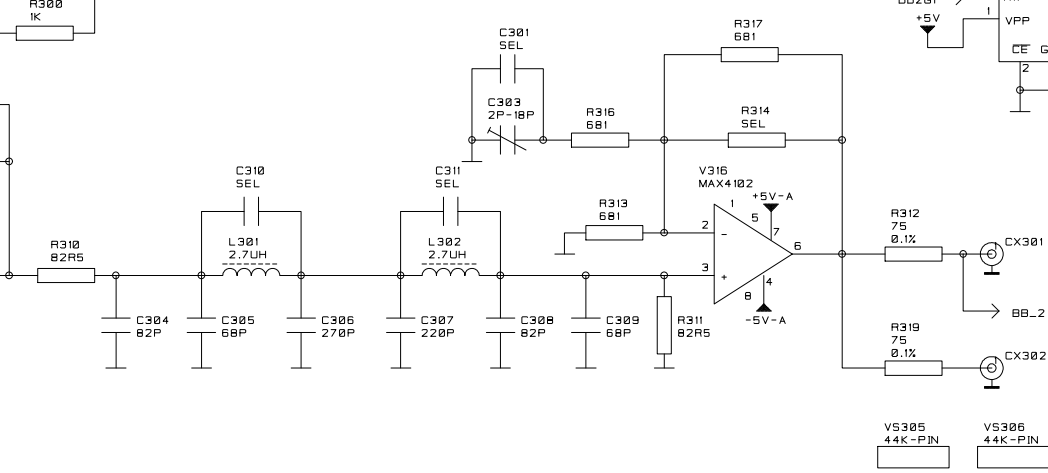 R300
1K
BB2GT
+5V
1
VPP
CE
G
2
C301
SEL
C303
2P-18P
R316
681
R317
681
R314
SEL
V316
MAX4102
1
+5V-A
5
7
2
-
3
+
6
4
8
-5V-A
R313
681
C310
SEL
L301
2.7UH
C311
SEL
L302
2.7UH
R310
82R5
C304
82P
C305
68P
C306
270P
C307
220P
C308
82P
C309
68P
R311
82R5
R312
75
0.1%
1
CX301
BB_2
R319
75
0.1%
1
CX302
VS305
44K-PIN
VS306
44K-PIN